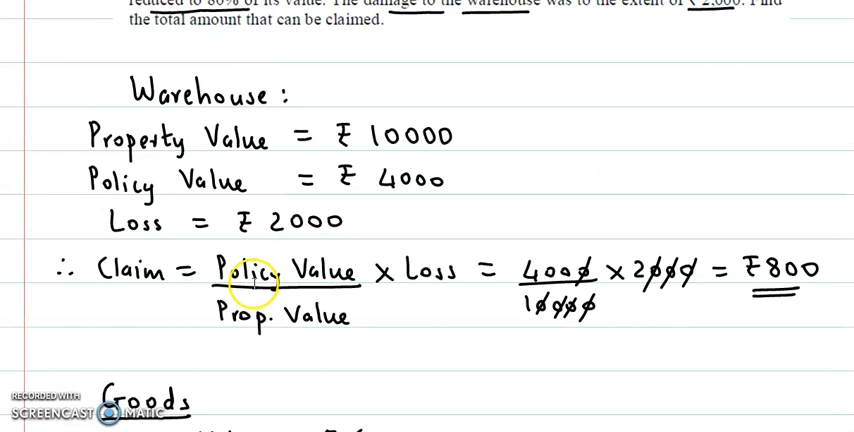 reduced to 80% of its value. The damage to the warehouse was to the extent of ₹ 2,000. Find
the total amount that can be claimed.
Warehouse :
Property Value = ₹ 10000
Policy Value = ₹ 4000
Loss = ₹ 2000
∴ Claim = Policy Value / Prop. Value × Loss = 4000 / 10000 × 2000 = ₹ 800
Goods
RECORDED WITH
SCREENCAST MATIC